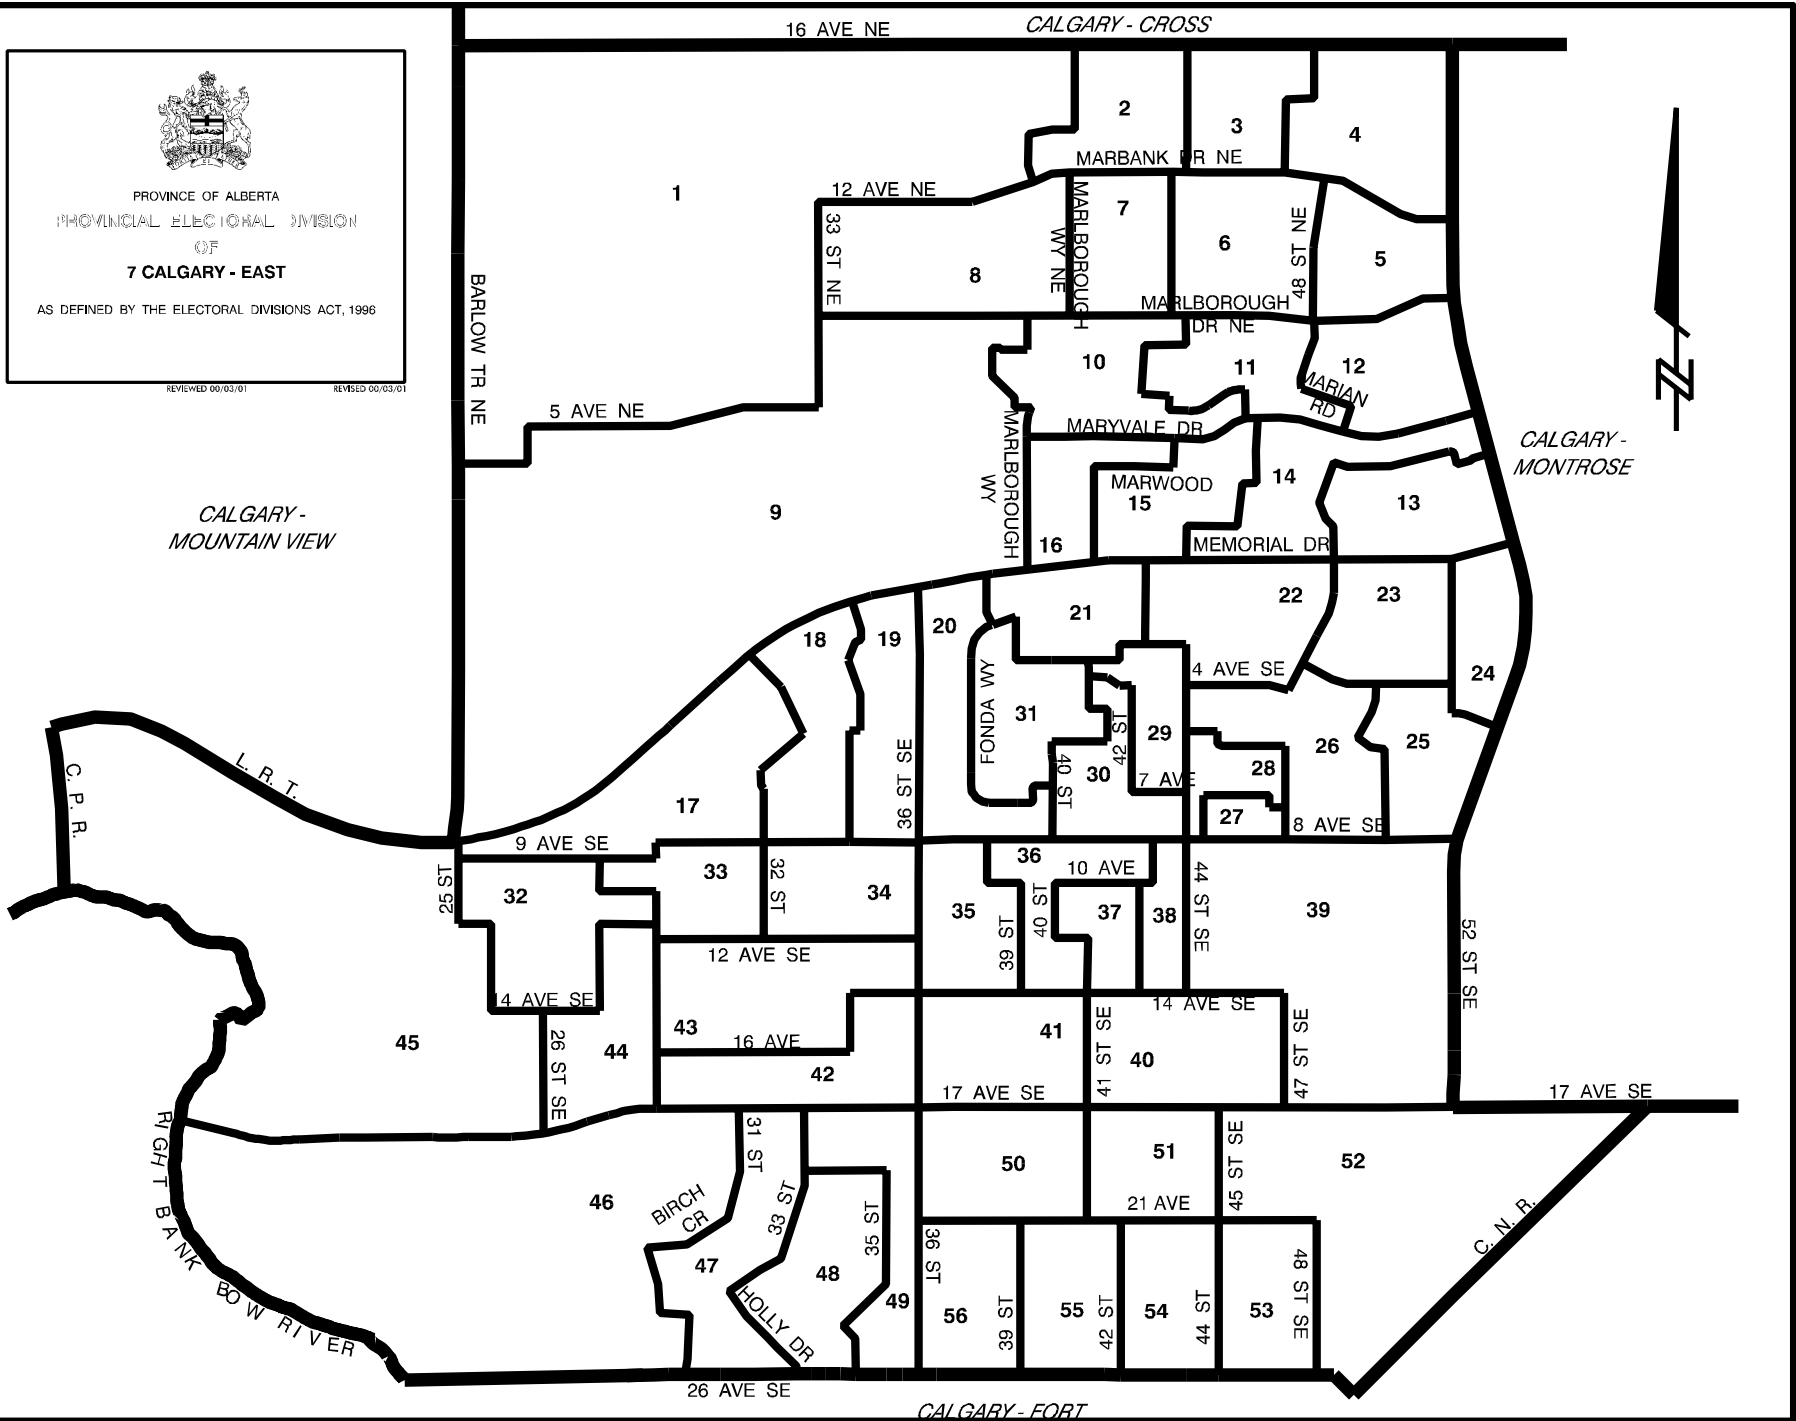 16 AVE NE
CALGARY - CROSS
PROVINCE OF ALBERTA
PROVINCIAL ELECTORAL DIVISION
OF
7 CALGARY - EAST
AS DEFINED BY THE ELECTORAL DIVISIONS ACT, 1996
REVIEWED 00/03/01
REVISED 00/03/01
2
3
4
MARBANK DR NE
1
12 AVE NE
33 ST NE
MARLBOROUGH
WY NE
7
6
48 ST NE
5
8
BARLOW TR NE
MARLBOROUGH
DR NE
10
11
12
MARIAN
RD
5 AVE NE
MARYVALE DR
MARLBOROUGH
WY
CALGARY -
MONTROSE
CALGARY -
MOUNTAIN VIEW
9
MARWOOD
15
14
13
16
MEMORIAL DR
22
23
21
20
19
18
4 AVE SE
24
FONDA WY
31
42 ST
29
26
25
36 ST SE
40 ST
30
7 AVE
28
27
8 AVE SE
L. R. T.
C. P. R.
17
9 AVE SE
25 ST
32
33
32 ST
34
36
10 AVE
35
39 ST
40 ST
37
38
44 ST SE
39
52 ST SE
12 AVE SE
14 AVE SE
14 AVE SE
45
26 ST SE
44
43
16 AVE
42
41
41 ST SE
40
47 ST SE
17 AVE SE
17 AVE SE
RIGHT BANK BOW RIVER
46
BIRCH
CR
31 ST
33 ST
47
HOLLY DR
48
35 ST
49
36 ST
50
51
21 AVE
45 ST SE
52
C. N. R.
56
39 ST
55
42 ST
54
44 ST
53
48 ST SE
26 AVE SE
CALGARY - FORT